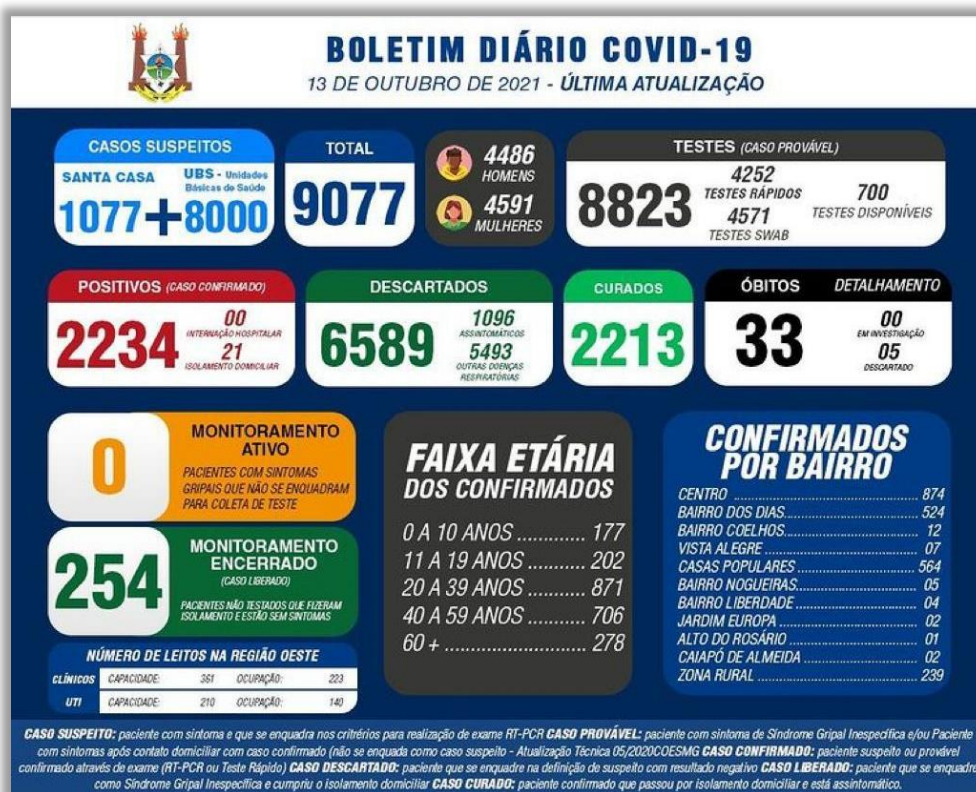 BOLETIM DIÁRIO COVID-19
13 DE OUTUBRO DE 2021 - ÚLTIMA ATUALIZAÇÃO
CASOS SUSPEITOS
SANTA CASA
1077
+
UBS - Unidades
Básicas de Saúde
8000
TOTAL
9077
4486
HOMENS
4591
MULHERES
TESTES (CASO PROVÁVEL)
8823
4252
TESTES RÁPIDOS
4571
TESTES SWAB
700
TESTES DISPONÍVEIS
POSITIVOS (CASO CONFIRMADO)
2234
00
INTERNAÇÃO HOSPITALAR
21
ISOLAMENTO DOMICILIAR
DESCARTADOS
6589
1096
ASSINTOMÁTICOS
5493
OUTRAS DOENÇAS
RESPIRATÓRIAS
CURADOS
2213
ÓBITOS
DETALHAMENTO
33
00
EM INVESTIGAÇÃO
05
DESCARTADO
0
MONITORAMENTO
ATIVO
PACIENTES COM SINTOMAS
GRIPAIS QUE NÃO SE ENQUADRAM
PARA COLETA DE TESTE
254
MONITORAMENTO
ENCERRADO
(CASO LIBERADO)
PACIENTES NÃO TESTADOS QUE FIZERAM
ISOLAMENTO E ESTÃO SEM SINTOMAS
NÚMERO DE LEITOS NA REGIÃO OESTE
CLÍNICOS CAPACIDADE: 361 OCUPAÇÃO: 223
UTI CAPACIDADE: 210 OCUPAÇÃO: 140
FAIXA ETÁRIA
DOS CONFIRMADOS
0 A 10 ANOS ............ 177
11 A 19 ANOS ........... 202
20 A 39 ANOS .......... 871
40 A 59 ANOS .......... 706
60 + ......................... 278
CONFIRMADOS
POR BAIRRO
CENTRO ........................................ 874
BAIRRO DOS DIAS.............................. 524
BAIRRO COELHOS.............................. 12
VISTA ALEGRE ................................. 07
CASAS POPULARES ............................ 564
BAIRRO NOGUEIRAS............................ 05
BAIRRO LIBERDADE ........................... 04
JARDIM EUROPA ............................... 02
ALTO DO ROSÁRIO ............................. 01
CAIAPÓ DE ALMEIDA .......................... 02
ZONA RURAL ................................... 239
CASO SUSPEITO: paciente com sintoma e que se enquadra nos critérios para realização de exame RT-PCR CASO PROVÁVEL: paciente com sintoma de Síndrome Gripal Inespecífica e/ou Paciente
com sintomas após contato domiciliar com caso confirmado (não se enquada como caso suspeito - Atualização Técnica 05/2020COESMG CASO CONFIRMADO: paciente suspeito ou provável
confirmado através de exame (RT-PCR ou Teste Rápido) CASO DESCARTADO: paciente que se enquadre na definição de suspeito com resultado negativo CASO LIBERADO: paciente que se enquadre
como Síndrome Gripal Inespecífica e cumpriu o isolamento domiciliar CASO CURADO: paciente confirmado que passou por isolamento domiciliar e está assintomático.